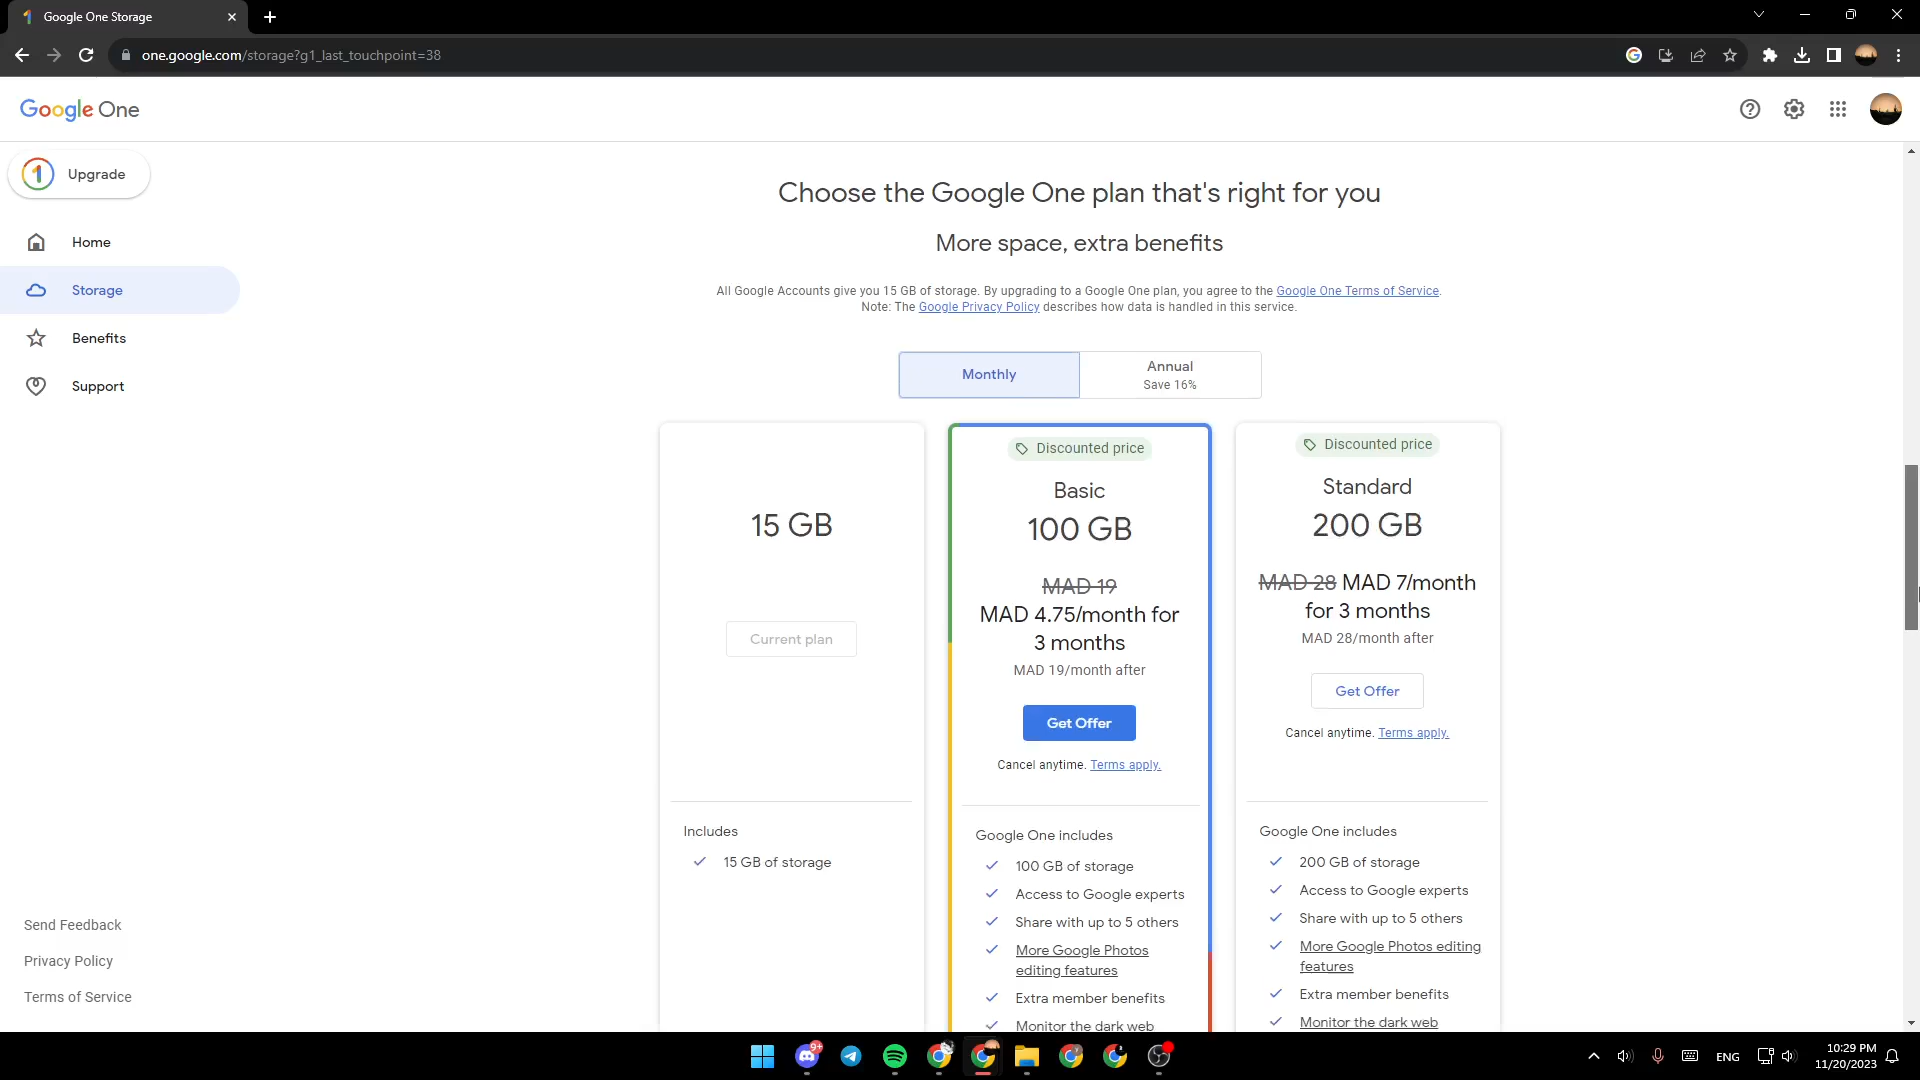 Google One Storage
one.google.com/storage?g1_last_touchpoint=38
Google One
Upgrade
Home
Storage
Benefits
Support
Send Feedback
Privacy Policy
Terms of Service
Choose the Google One plan that's right for you
More space, extra benefits
All Google Accounts give you 15 GB of storage. By upgrading to a Google One plan, you agree to the Google One Terms of Service.
Note: The Google Privacy Policy describes how data is handled in this service.
Monthly
Annual
Save 16%
15 GB
Current plan
Includes
15 GB of storage
Discounted price
Basic
100 GB
MAD 19
MAD 4.75/month for
3 months
MAD 19/month after
Get Offer
Cancel anytime. Terms apply.
Google One includes
100 GB of storage
Access to Google experts
Share with up to 5 others
More Google Photos
editing features
Extra member benefits
Monitor the dark web
Discounted price
Standard
200 GB
MAD 28 MAD 7/month
for 3 months
MAD 28/month after
Get Offer
Cancel anytime. Terms apply.
Google One includes
200 GB of storage
Access to Google experts
Share with up to 5 others
More Google Photos editing
features
Extra member benefits
Monitor the dark web
9+
ENG
10:29 PM
11/20/2023